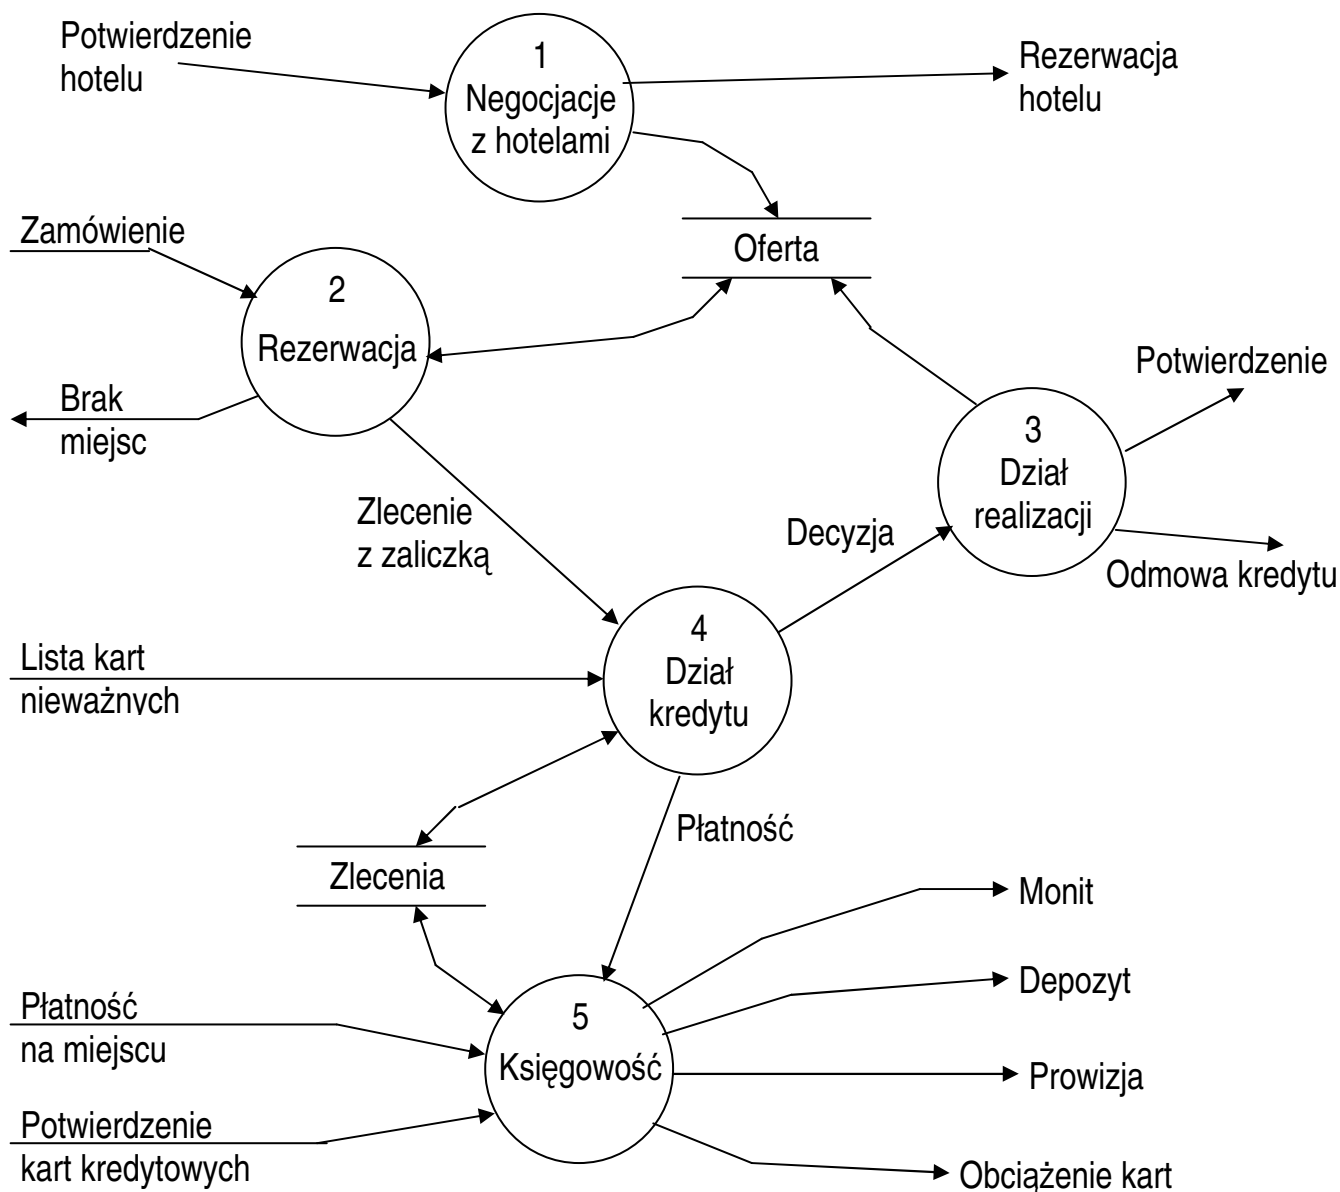 Potwierdzenie
hotelu
1
Negocjacje
z hotelami
Rezerwacja
hotelu
Zamówienie
Oferta
2
Rezerwacja
Brak
miejsc
Potwierdzenie
3
Dział
realizacji
Zlecenie
z zaliczką
Decyzja
Odmowa kredytu
4
Dział
kredytu
Lista kart
nieważnych
Płatność
Zlecenia
Monit
Depozyt
Płatność
na miejscu
5
Księgowość
Prowizja
Potwierdzenie
kart kredytowych
Obciążenie kart